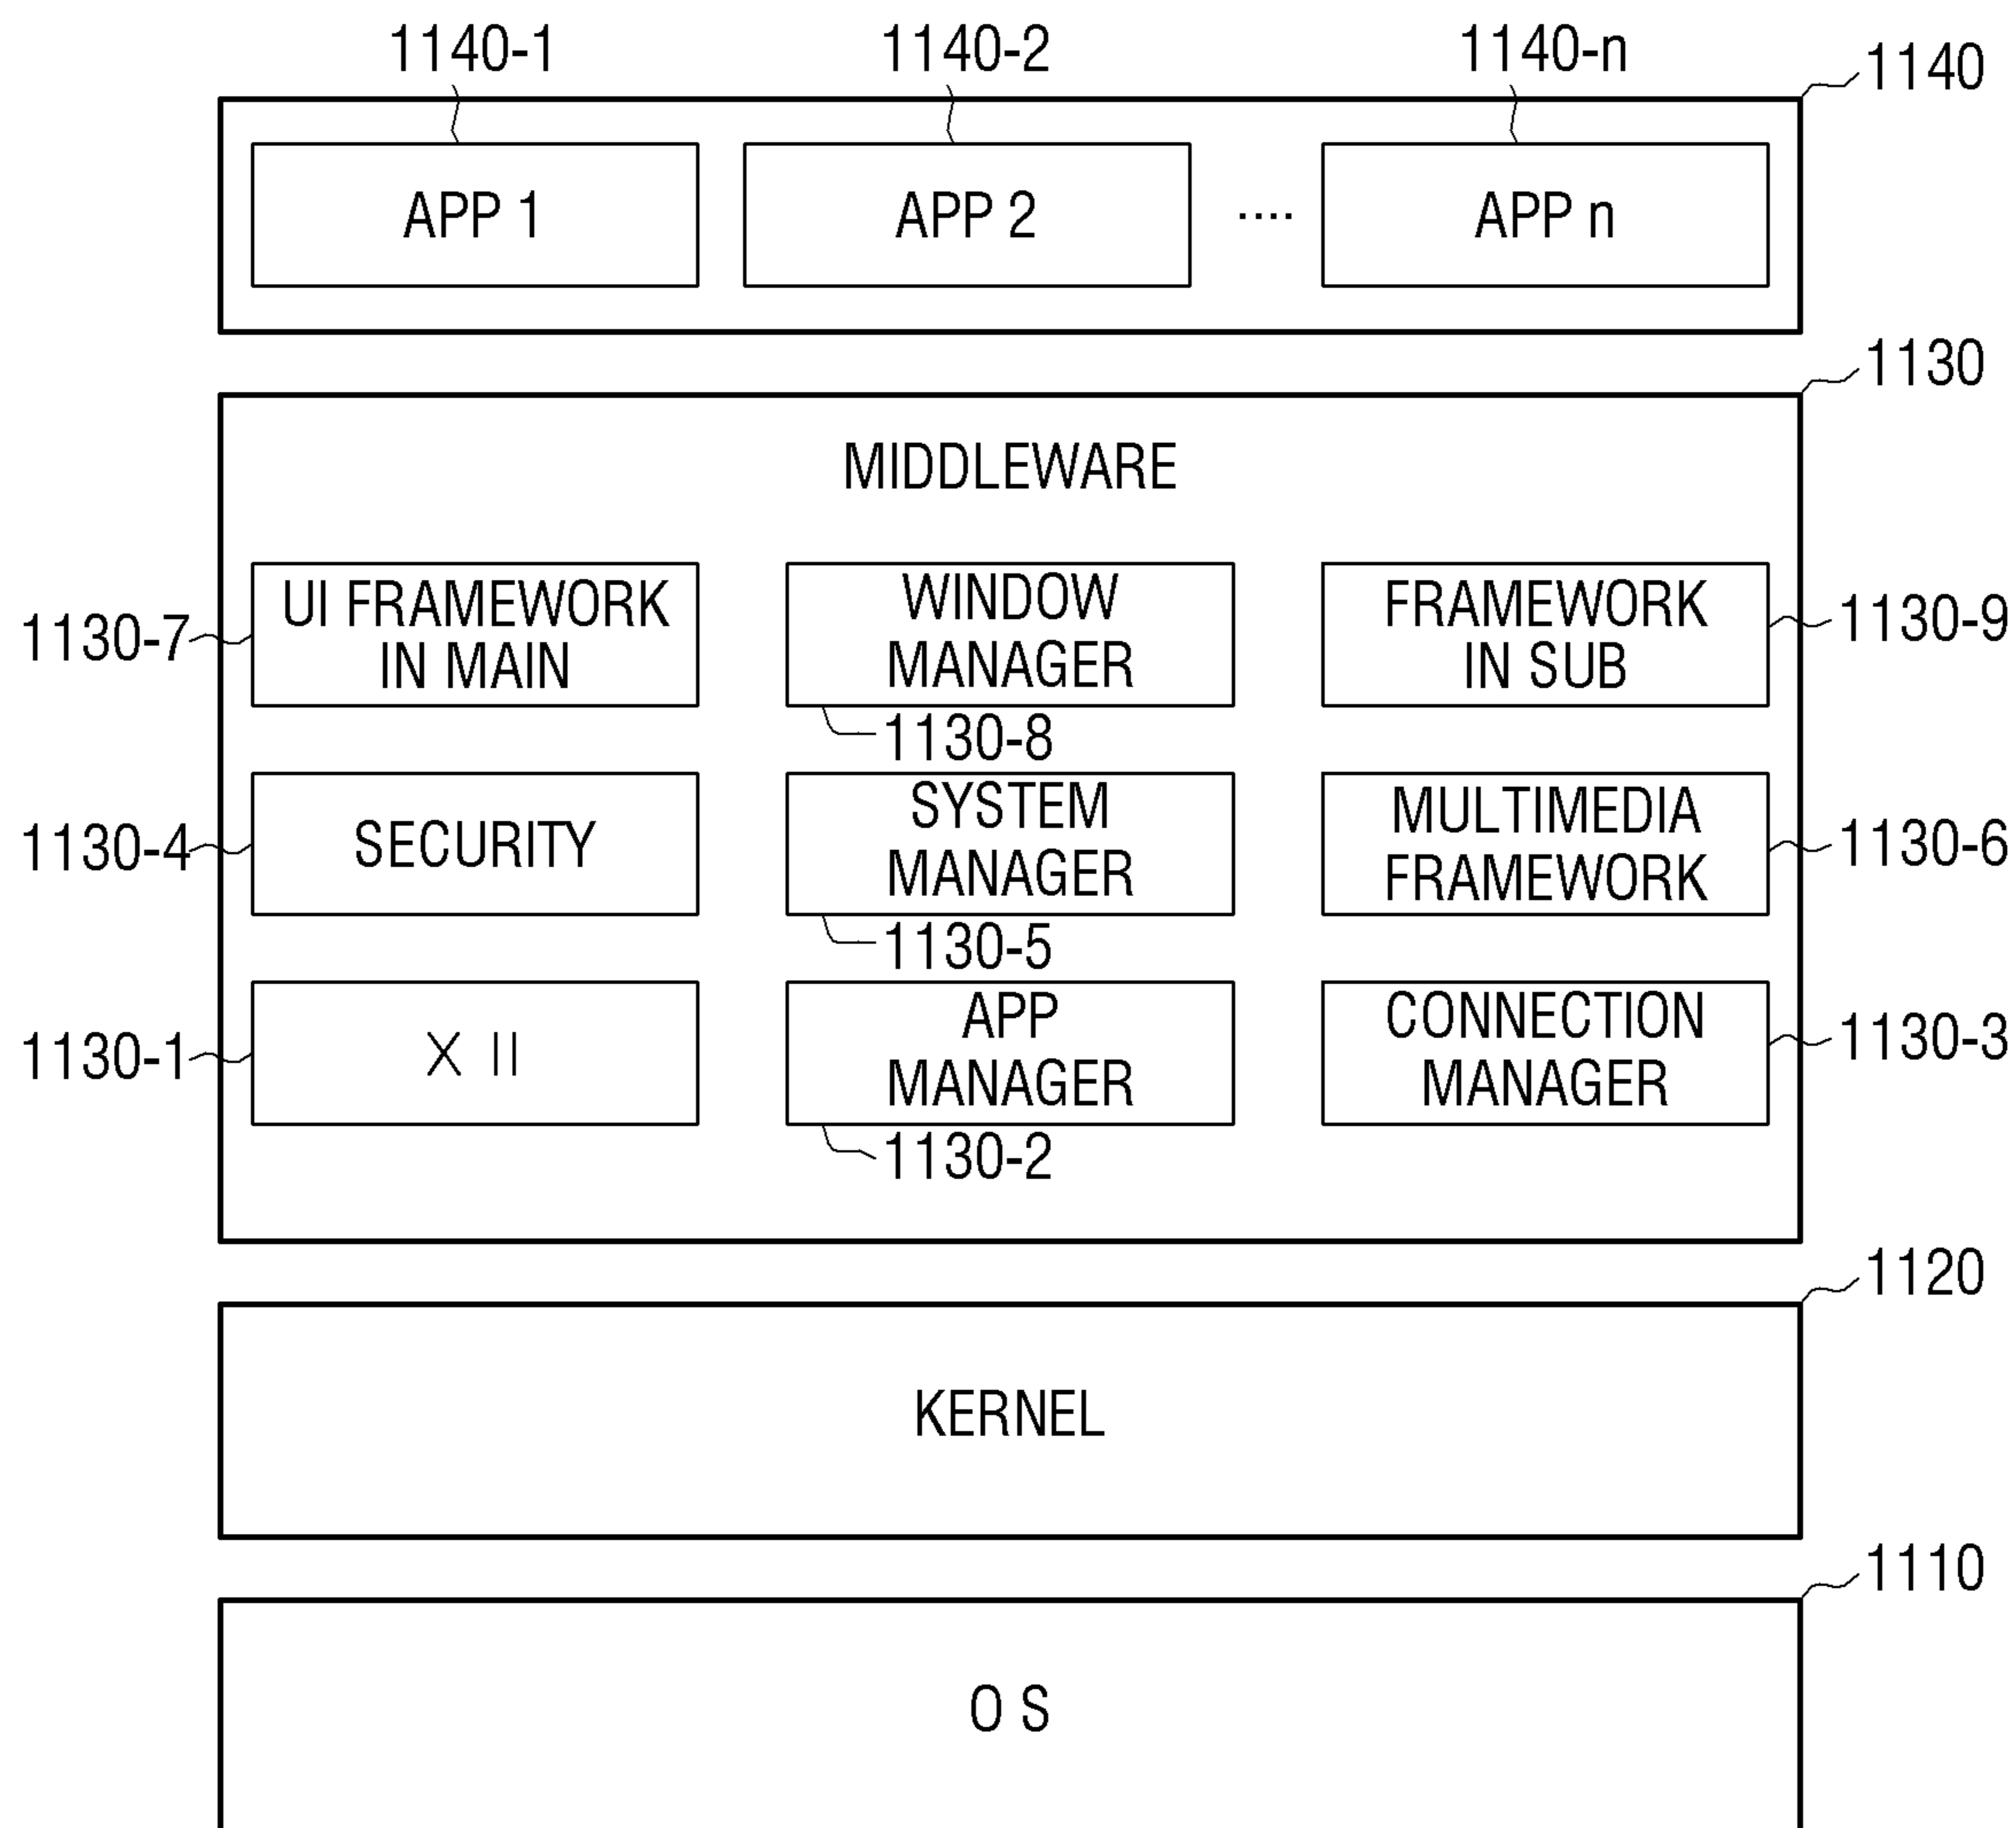 1140-1 1140-2 1140-n 1140
APP 1 APP 2 .... APP n
1130
MIDDLEWARE
1130-7 UI FRAMEWORK IN MAIN
WINDOW MANAGER
1130-8
FRAMEWORK IN SUB 1130-9
1130-4 SECURITY
SYSTEM MANAGER
1130-5
MULTIMEDIA FRAMEWORK 1130-6
1130-1 X II
APP MANAGER
1130-2
CONNECTION MANAGER 1130-3
1120
KERNEL
1110
O S